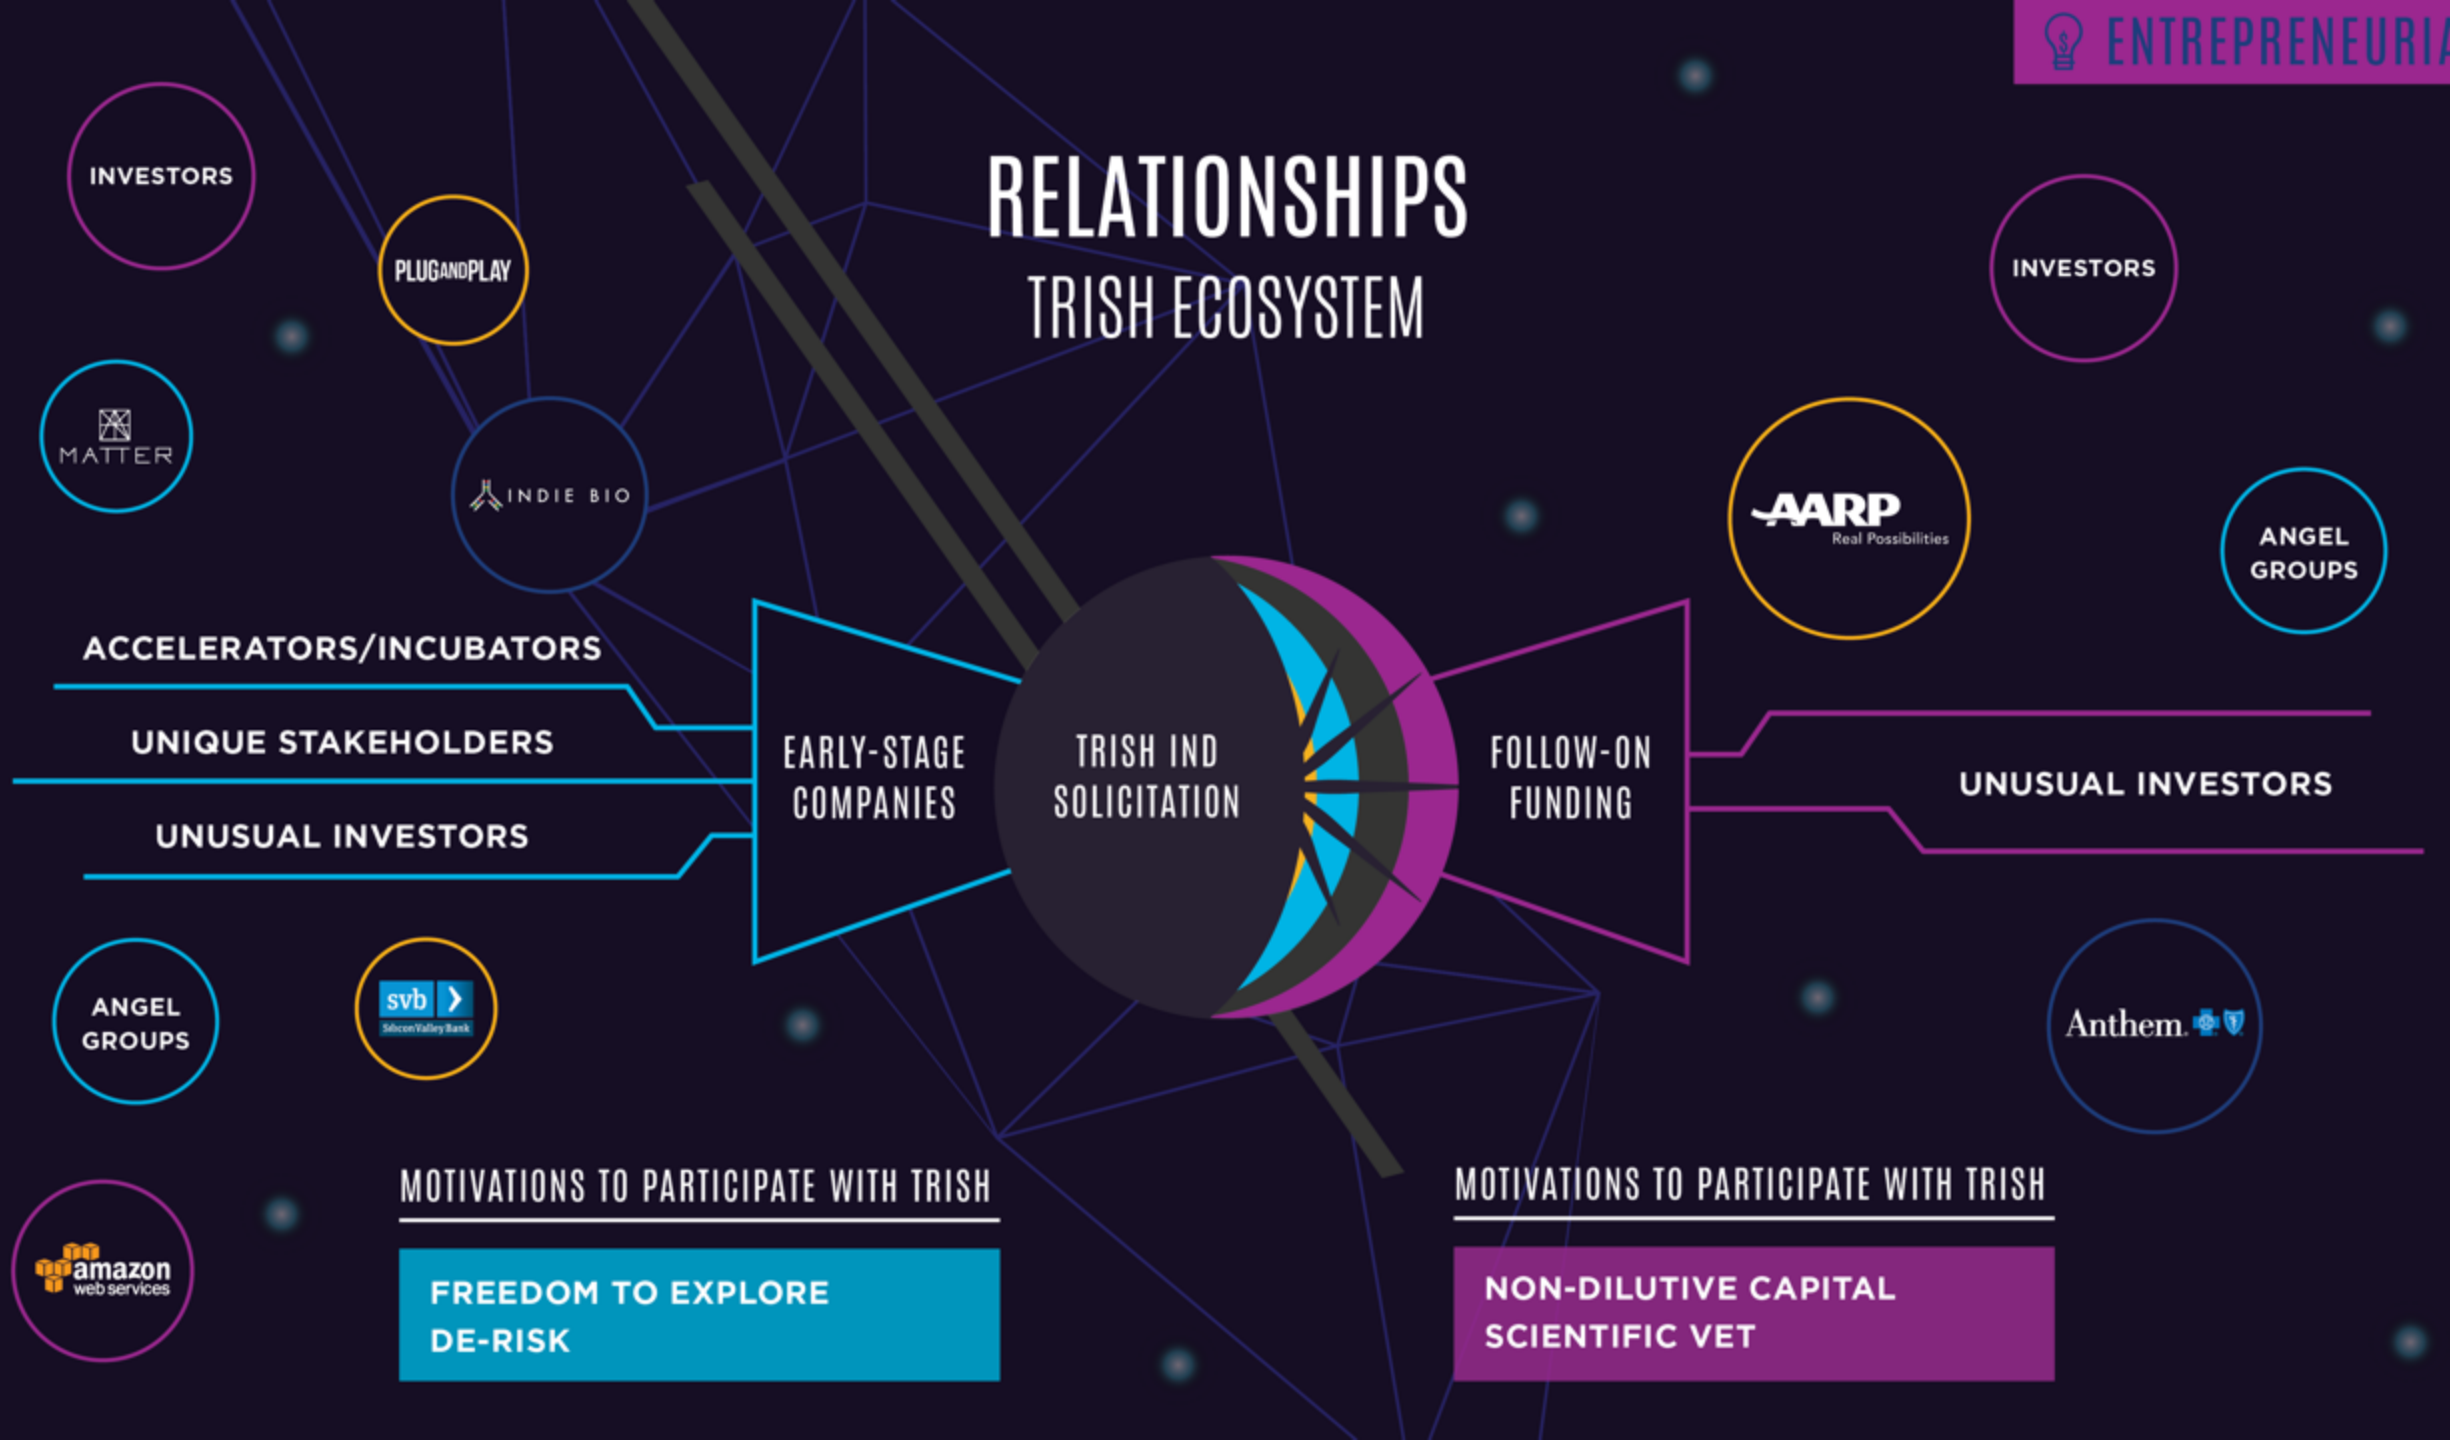 ENTREPRENEURIA
RELATIONSHIPS
TRISH ECOSYSTEM
INVESTORS
PLUGANDPLAY
MATTER
INDIE BIO
ACCELERATORS/INCUBATORS
UNIQUE STAKEHOLDERS
UNUSUAL INVESTORS
ANGEL
GROUPS
svb
Silicon Valley Bank
amazon
web services
EARLY-STAGE
COMPANIES
TRISH IND
SOLICITATION
FOLLOW-ON
FUNDING
INVESTORS
AARP
Real Possibilities
ANGEL
GROUPS
UNUSUAL INVESTORS
Anthem.
MOTIVATIONS TO PARTICIPATE WITH TRISH
FREEDOM TO EXPLORE
DE-RISK
MOTIVATIONS TO PARTICIPATE WITH TRISH
NON-DILUTIVE CAPITAL
SCIENTIFIC VET